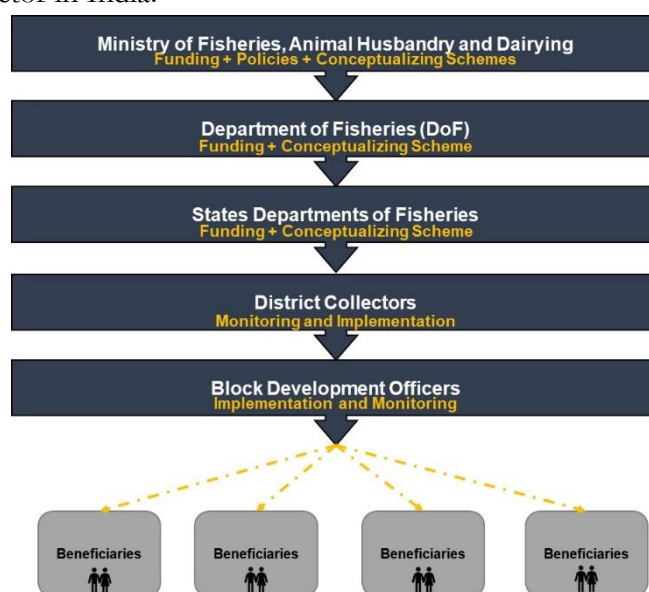 in India.
Ministry of Fisheries, Animal Husbandry and Dairying
Funding + Policies + Conceptualizing Schemes
Department of Fisheries (DoF)
Funding + Conceptualizing Scheme
States Departments of Fisheries
Funding + Conceptualizing Scheme
District Collectors
Monitoring and Implementation
Block Development Officers
Implementation and Monitoring
Beneficiaries Beneficiaries Beneficiaries Beneficiaries